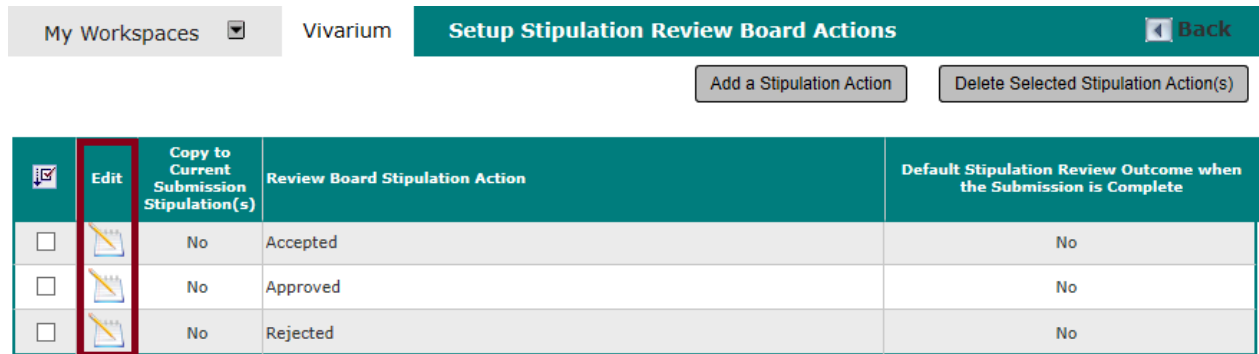 My Workspaces Vivarium Setup Stipulation Review Board Actions Back
Add a Stipulation Action Delete Selected Stipulation Action(s)
Edit
Copy to
Current
Submission
Stipulation(s)
Review Board Stipulation Action
Default Stipulation Review Outcome when
the Submission is Complete
No Accepted No
No Approved No
No Rejected No